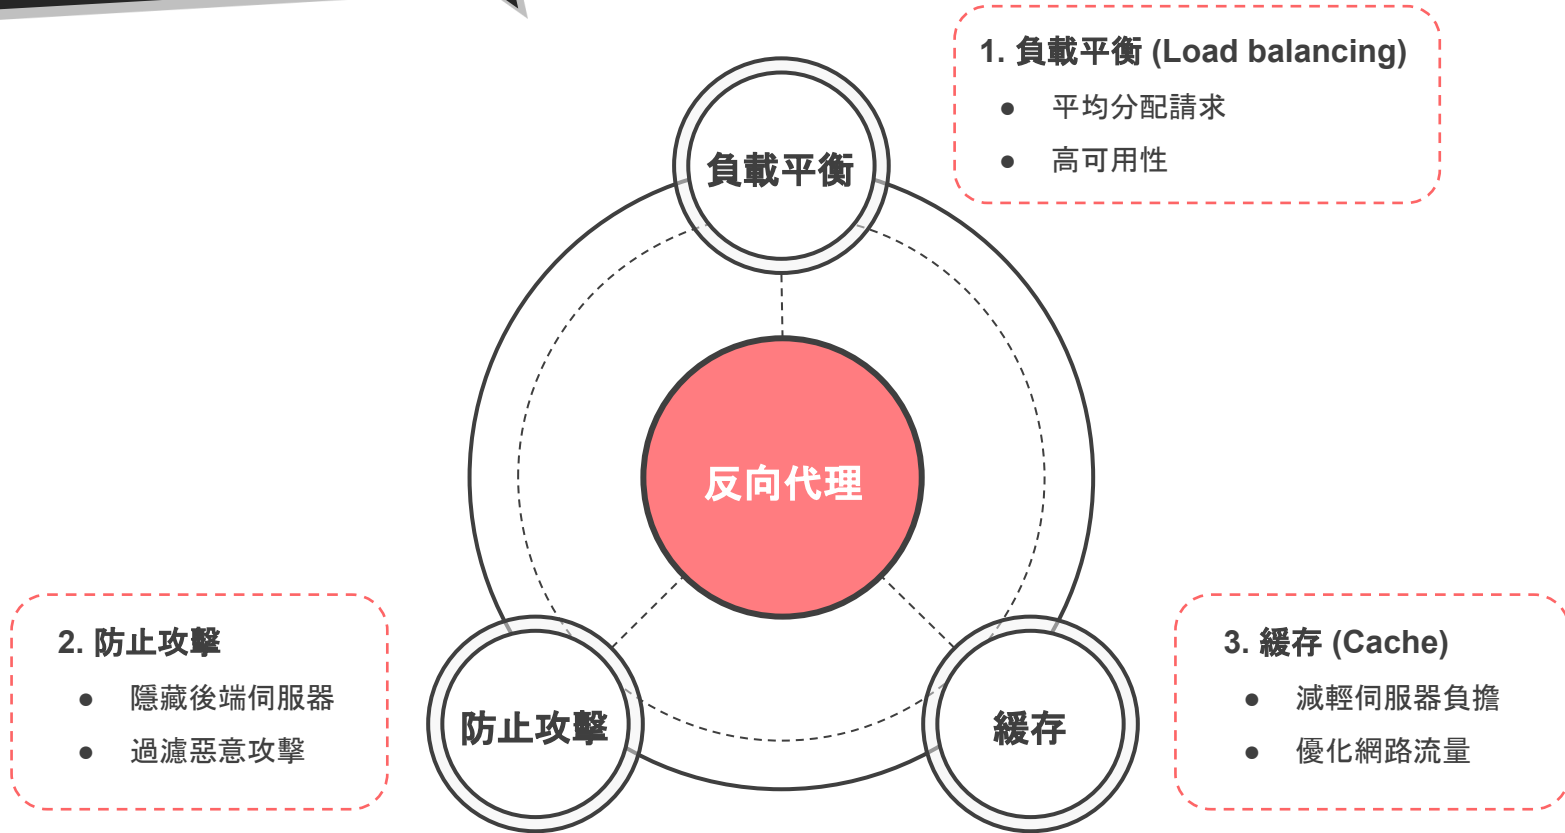 1. 負載平衡 (Load balancing)
● 平均分配請求
● 高可用性
負載平衡
反向代理
2. 防止攻擊
● 隱藏後端伺服器
● 過濾惡意攻擊
防止攻擊
緩存
3. 緩存 (Cache)
● 減輕伺服器負擔
● 優化網路流量